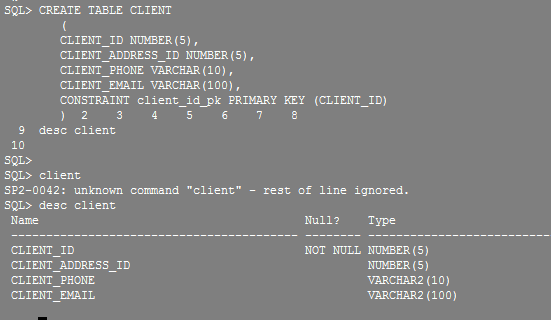 SQL> CREATE TABLE CLIENT
(
CLIENT_ID NUMBER(5),
CLIENT_ADDRESS_ID NUMBER(5),
CLIENT_PHONE VARCHAR(10),
CLIENT_EMAIL VARCHAR(100),
CONSTRAINT client_id_pk PRIMARY KEY (CLIENT_ID)
) 2 3 4 5 6 7 8
9 desc client
10
SQL>
SQL> client
SP2-0042: unknown command "client" - rest of line ignored.
SQL> desc client
Name Null? Type
----------------------------------------- -------- ----------------------------
CLIENT_ID NOT NULL NUMBER(5)
CLIENT_ADDRESS_ID NUMBER(5)
CLIENT_PHONE VARCHAR2(10)
CLIENT_EMAIL VARCHAR2(100)